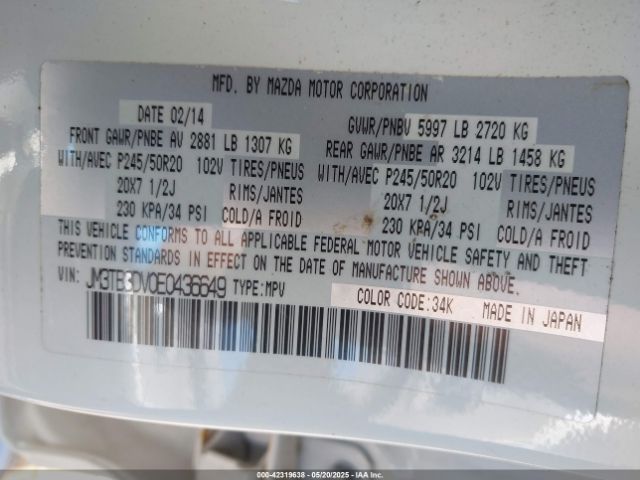 MFD. BY MAZDA MOTOR CORPORATION
DATE 02/14
GVWR/PNBV 5997 LB 2720 KG
FRONT GAWR/PNBE AV 2881 LB 1307 KG
REAR GAWR/PNBE AR 3214 LB 1458 KG
WITH/AVEC P245/50R20 102V TIRES/PNEUS
WITH/AVEC P245/50R20 102V TIRES/PNEUS
20X7 1/2J RIMS/JANTES
20X7 1/2J RIMS/JANTES
230 KPA/34 PSI COLD/A FROID
230 KPA/34 PSI COLD/A FROID
THIS VEHICLE CONFORMS TO ALL APPLICABLE FEDERAL MOTOR VEHICLE SAFETY AND THEFT
PREVENTION STANDARDS IN EFFECT ON THE DATE OF MANUFACTURE SHOWN ABOVE.
VIN: JM3TB3DV0E0436649 TYPE:MPV
COLOR CODE:34K MADE IN JAPAN
000-42319638 - 05/20/2025 - IAAI.COM